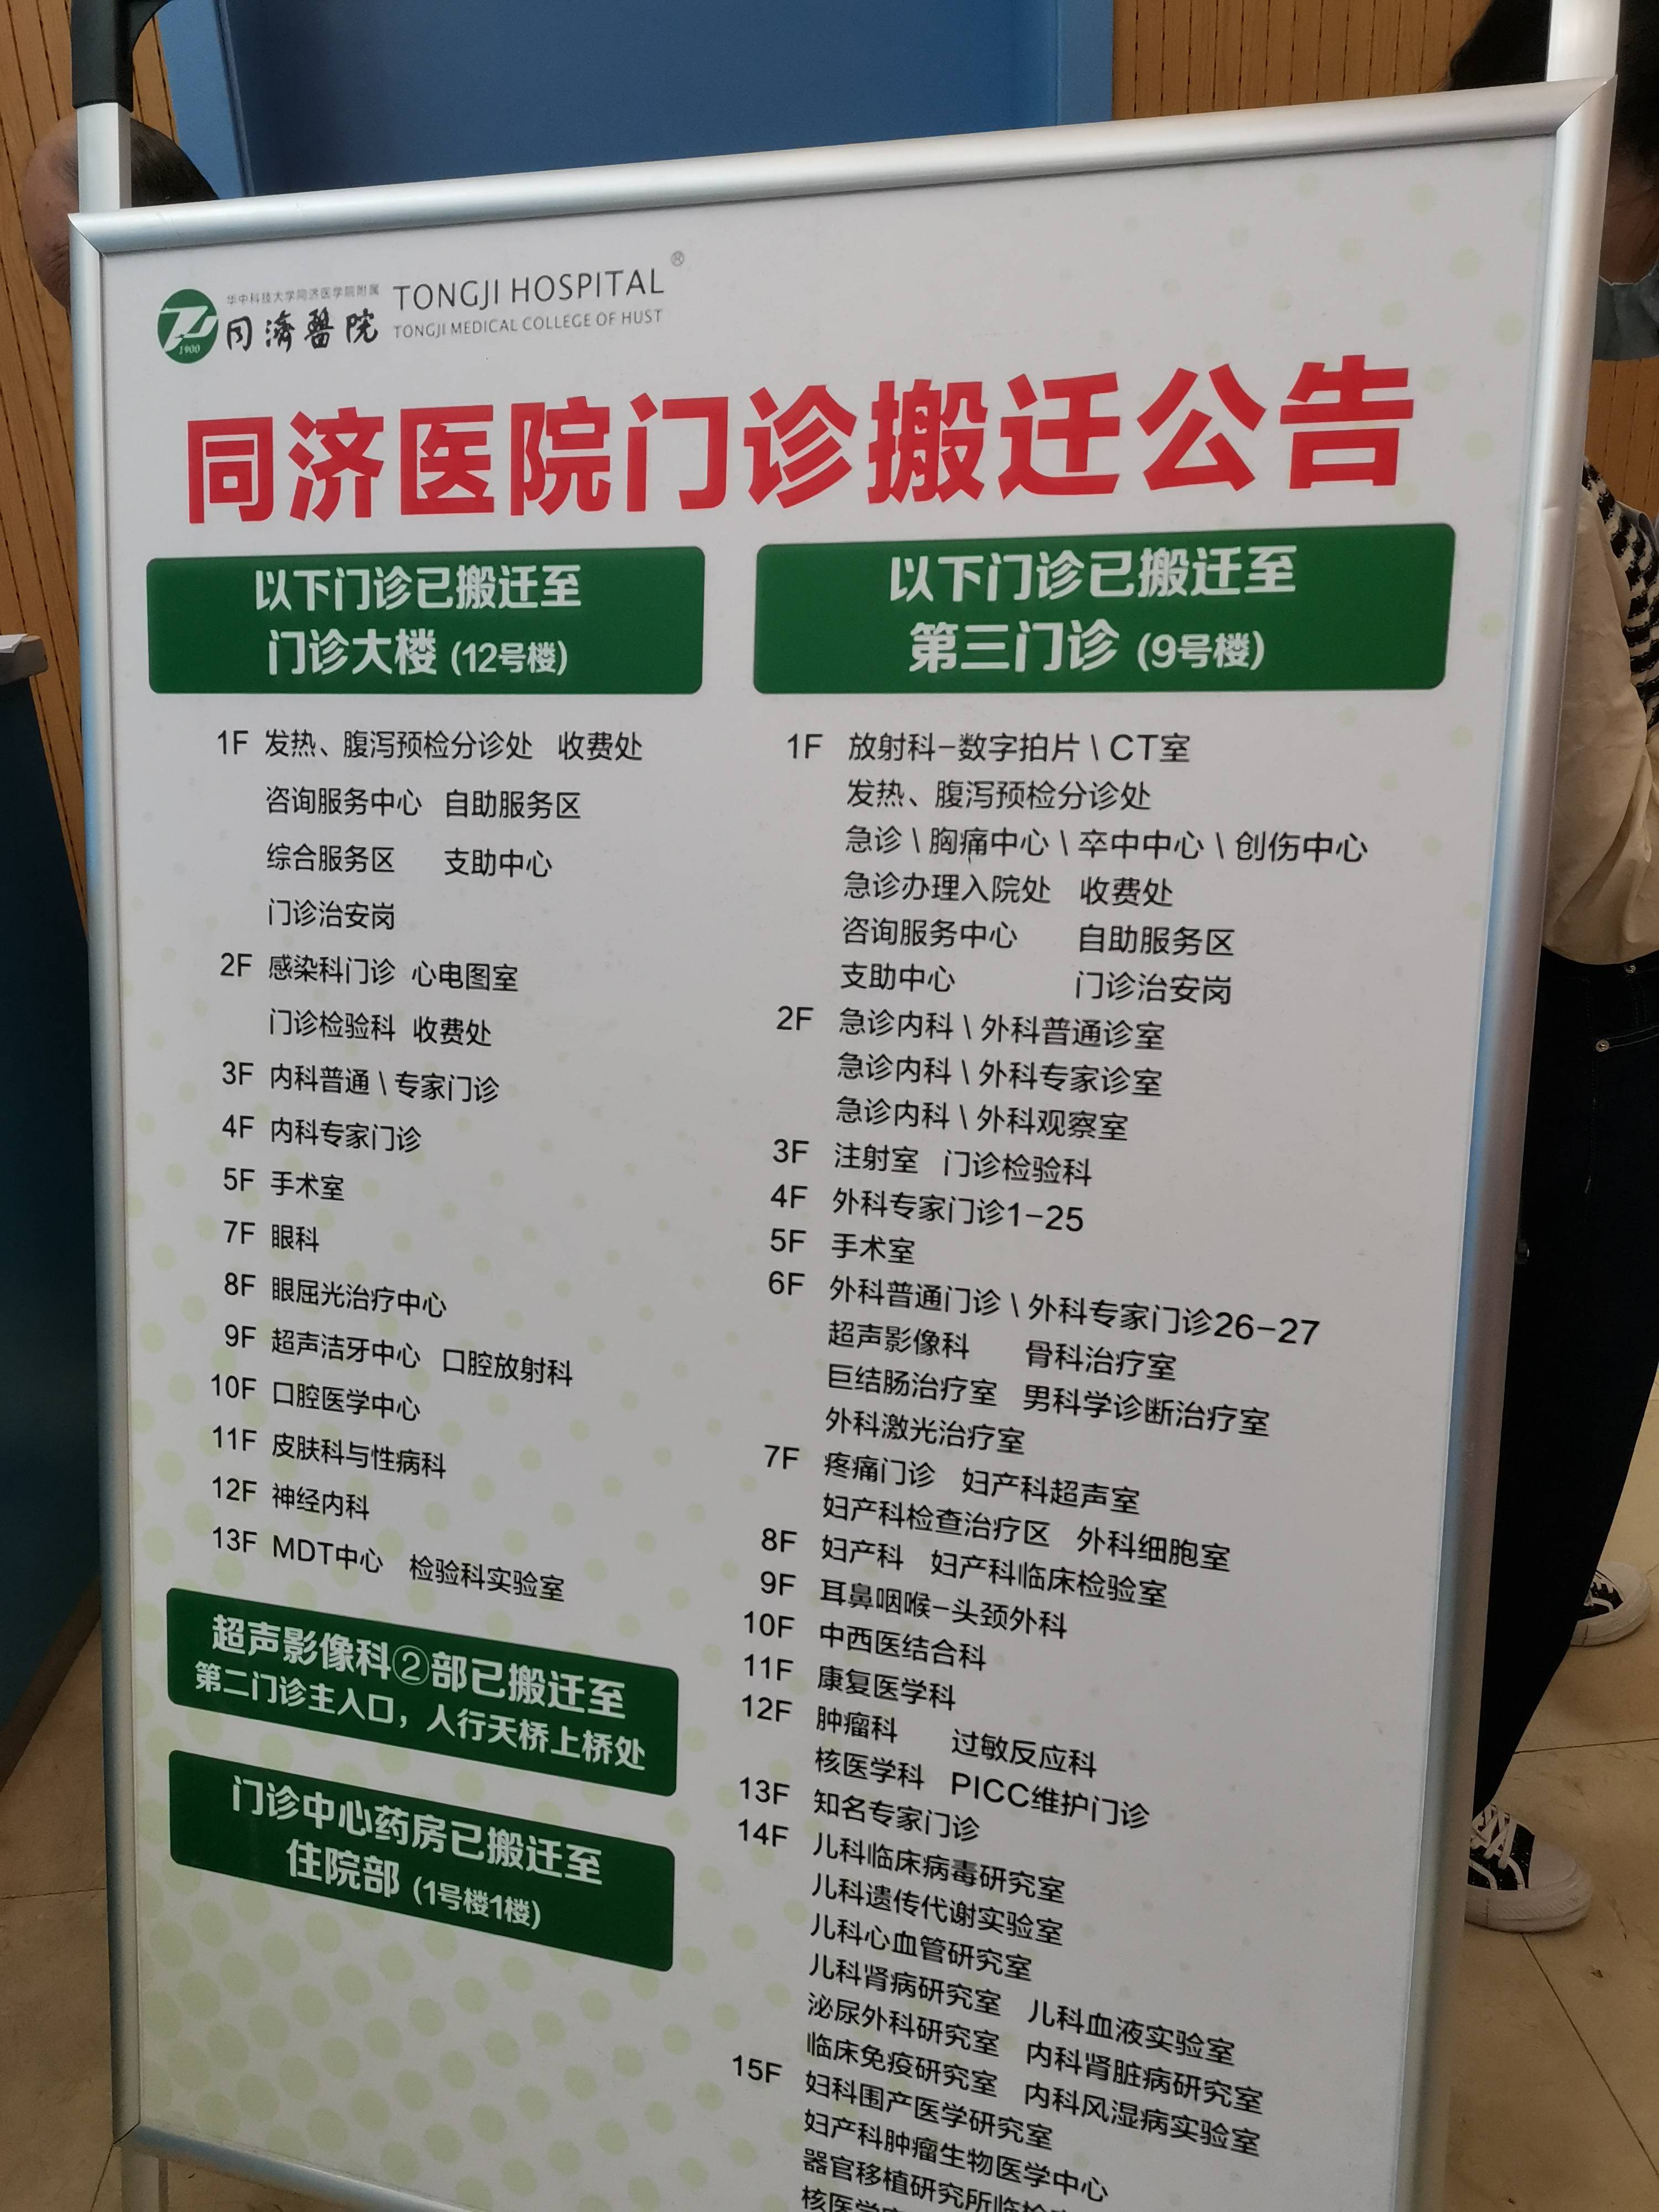 华中科技大学同济医学院附属
同濟醫院
TONGJI HOSPITAL ®
TONGJI MEDICAL COLLEGE OF HUST
1900
同济医院门诊搬迁公告
以下门诊已搬迁至
门诊大楼 (12号楼)
1F 发热、腹泻预检分诊处 收费处
咨询服务中心 自助服务区
综合服务区 支助中心
门诊治安岗
2F 感染科门诊 心电图室
门诊检验科 收费处
3F 内科普通 \ 专家门诊
4F 内科专家门诊
5F 手术室
7F 眼科
8F 眼屈光治疗中心
9F 超声洁牙中心 口腔放射科
10F 口腔医学中心
11F 皮肤科与性病科
12F 神经内科
13F MDT中心 检验科实验室
超声影像科②部已搬迁至
第二门诊主入口，人行天桥上桥处
门诊中心药房已搬迁至
住院部 (1号楼1楼)
以下门诊已搬迁至
第三门诊 (9号楼)
1F 放射科-数字拍片 \ CT室
发热、腹泻预检分诊处
急诊 \ 胸痛中心 \ 卒中中心 \ 创伤中心
急诊办理入院处 收费处
咨询服务中心 自助服务区
支助中心 门诊治安岗
2F 急诊内科 \ 外科普通诊室
急诊内科 \ 外科专家诊室
急诊内科 \ 外科观察室
3F 注射室 门诊检验科
4F 外科专家门诊1-25
5F 手术室
6F 外科普通门诊 \ 外科专家门诊26-27
超声影像科 骨科治疗室
巨结肠治疗室 男科学诊断治疗室
外科激光治疗室
7F 疼痛门诊 妇产科超声室
妇产科检查治疗区 外科细胞室
8F 妇产科 妇产科临床检验室
9F 耳鼻咽喉-头颈外科
10F 中西医结合科
11F 康复医学科
12F 肿瘤科 过敏反应科
核医学科 PICC维护门诊
13F 知名专家门诊
14F 儿科临床病毒研究室
儿科遗传代谢实验室
儿科心血管研究室
儿科肾病研究室 儿科血液实验室
泌尿外科研究室 内科肾脏病研究室
临床免疫研究室 内科风湿病实验室
15F 妇科围产医学研究室
妇产科肿瘤生物医学中心
器官移植研究所临检
核医学